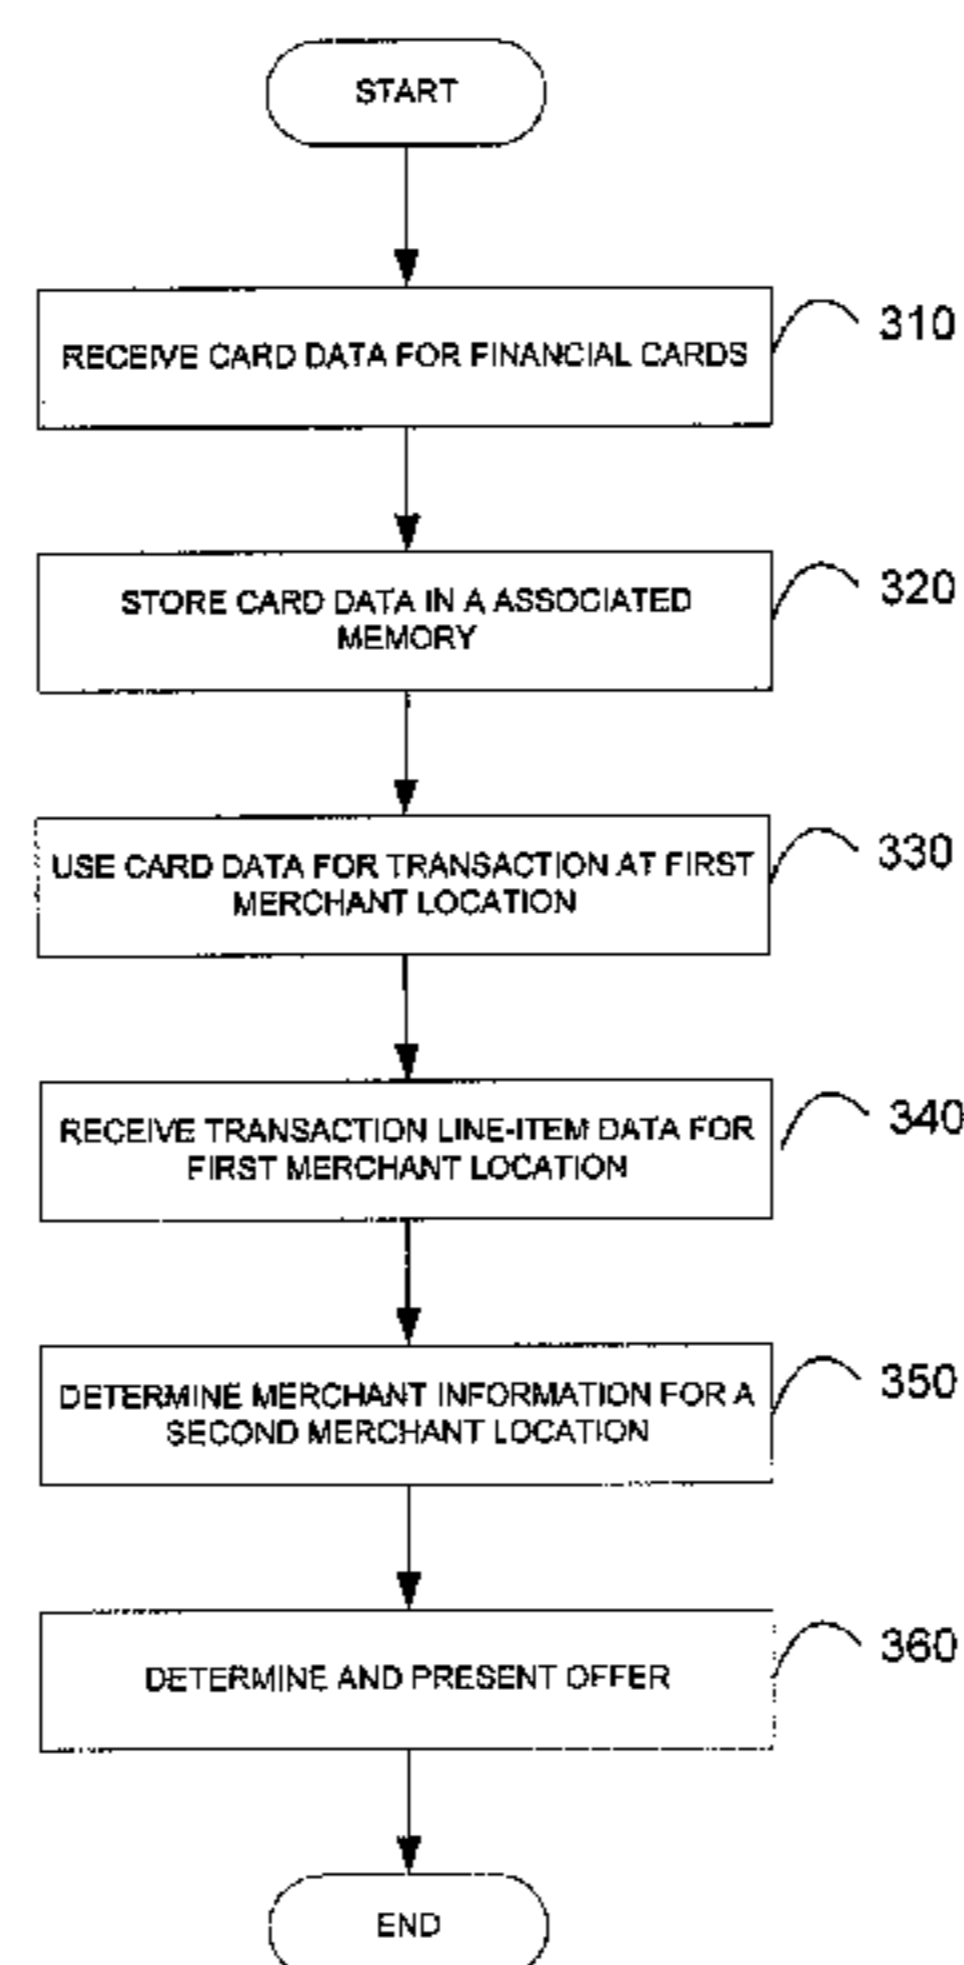 START
RECEIVE CARD DATA FOR FINANCIAL CARDS
310
STORE CARD DATA IN A ASSOCIATED
MEMORY
320
USE CARD DATA FOR TRANSACTION AT FIRST
MERCHANT LOCATION
330
RECEIVE TRANSACTION LINE-ITEM DATA FOR
FIRST MERCHANT LOCATION
340
DETERMINE MERCHANT INFORMATION FOR A
SECOND MERCHANT LOCATION
350
DETERMINE AND PRESENT OFFER
360
END